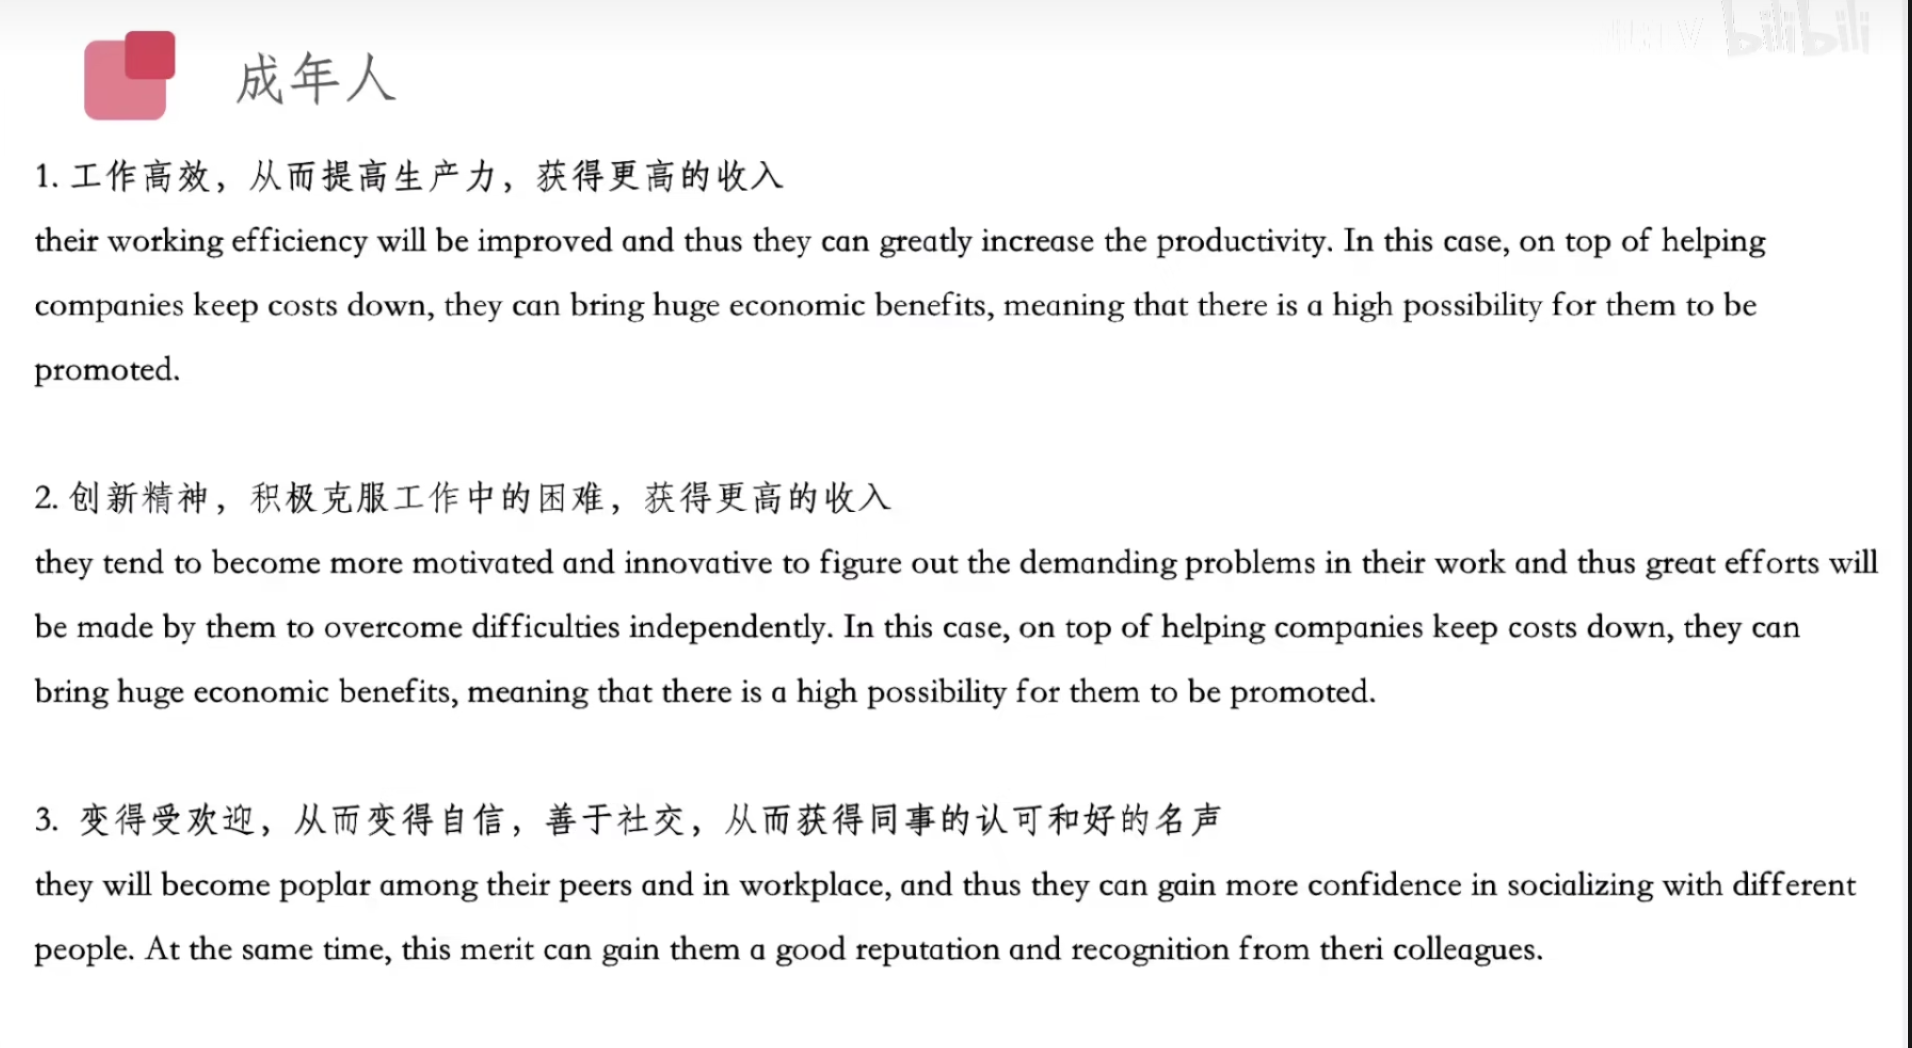 bilibili
成年人
1. 工作高效，从而提高生产力，获得更高的收入
their working efficiency will be improved and thus they can greatly increase the productivity. In this case, on top of helping
companies keep costs down, they can bring huge economic benefits, meaning that there is a high possibility for them to be
promoted.
2. 创新精神，积极克服工作中的困难，获得更高的收入
they tend to become more motivated and innovative to figure out the demanding problems in their work and thus great efforts will
be made by them to overcome difficulties independently. In this case, on top of helping companies keep costs down, they can
bring huge economic benefits, meaning that there is a high possibility for them to be promoted.
3. 变得受欢迎，从而变得自信，善于社交，从而获得同事的认可和好的名声
they will become poplar among their peers and in workplace, and thus they can gain more confidence in socializing with different
people. At the same time, this merit can gain them a good reputation and recognition from theri colleagues.